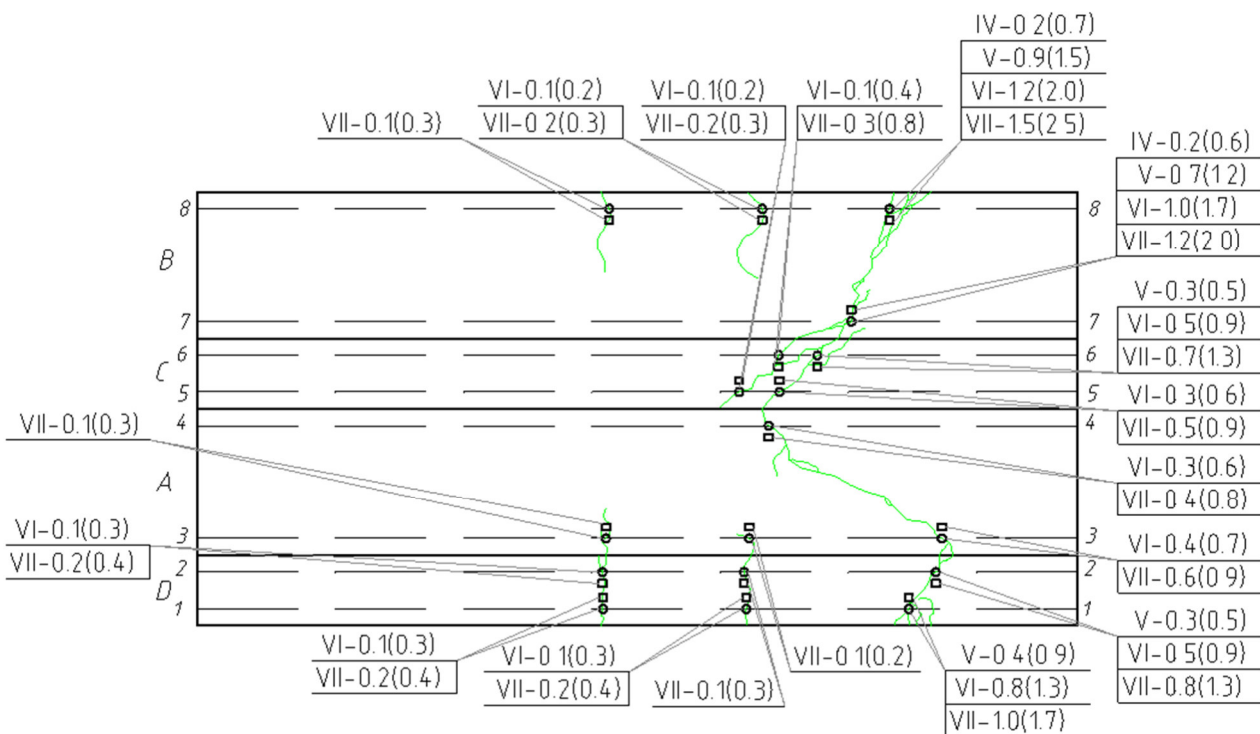 IV-0 2(0.7)
V-0.9(1.5)
VI-1 2(2.0)
VII-1.5(2 5)
VI-0.1(0.2)
VII-0 2(0.3)
VI-0.1(0.2)
VII-0.2(0.3)
VI-0.1(0.4)
VII-0 3(0.8)
VII-0.1(0.3)
IV-0.2(0.6)
V-0 7(1 2)
VI-1.0(1.7)
VII-1.2(2 0)
8
8
B
7
7
V-0.3(0.5)
VI-0 5(0.9)
VII-0.7(1.3)
6
6
C
5
5
VI-0 3(0 6)
VII-0.5(0.9)
4
4
VII-0.1(0.3)
A
VI-0.3(0.6)
VII-0 4(0.8)
3
3
VI-0.1(0.3)
VII-0.2(0.4)
VI-0.4(0.7)
VII-0.6(0 9)
2
2
D
1
1
V-0.3(0.5)
VI-0 5(0.9)
VII-0.8(1.3)
VI-0.1(0.3)
VII-0.2(0.4)
VI-0 1(0.3)
VII-0.2(0.4)
VII-0.1(0.3)
VII-0 1(0.2)
V-0 4(0 9)
VI-0.8(1.3)
VII-1.0(1.7)